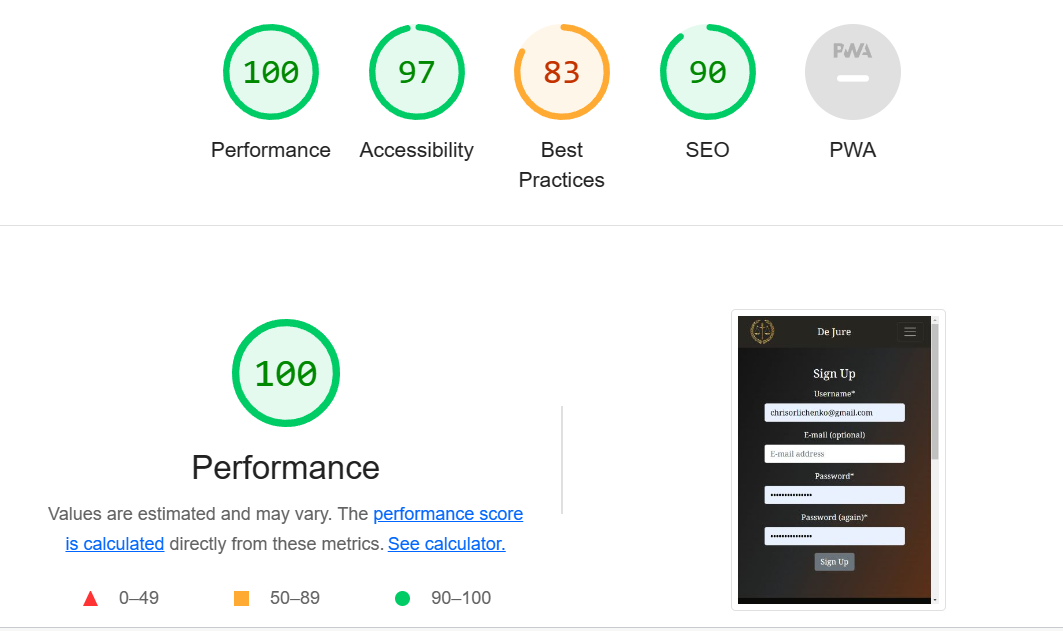 100
97
83
90
PWA
Performance
Accessibility
Best
Practices
SEO
PWA
100
Performance
Values are estimated and may vary. The performance score
is calculated directly from these metrics. See calculator.
0–49
50–89
90–100
De Jure
Sign Up
Username*
chrisorlichenko@gmail.com
E-mail (optional)
E-mail address
Password*
••••••••••••••
Password (again)*
••••••••••••••
Sign Up